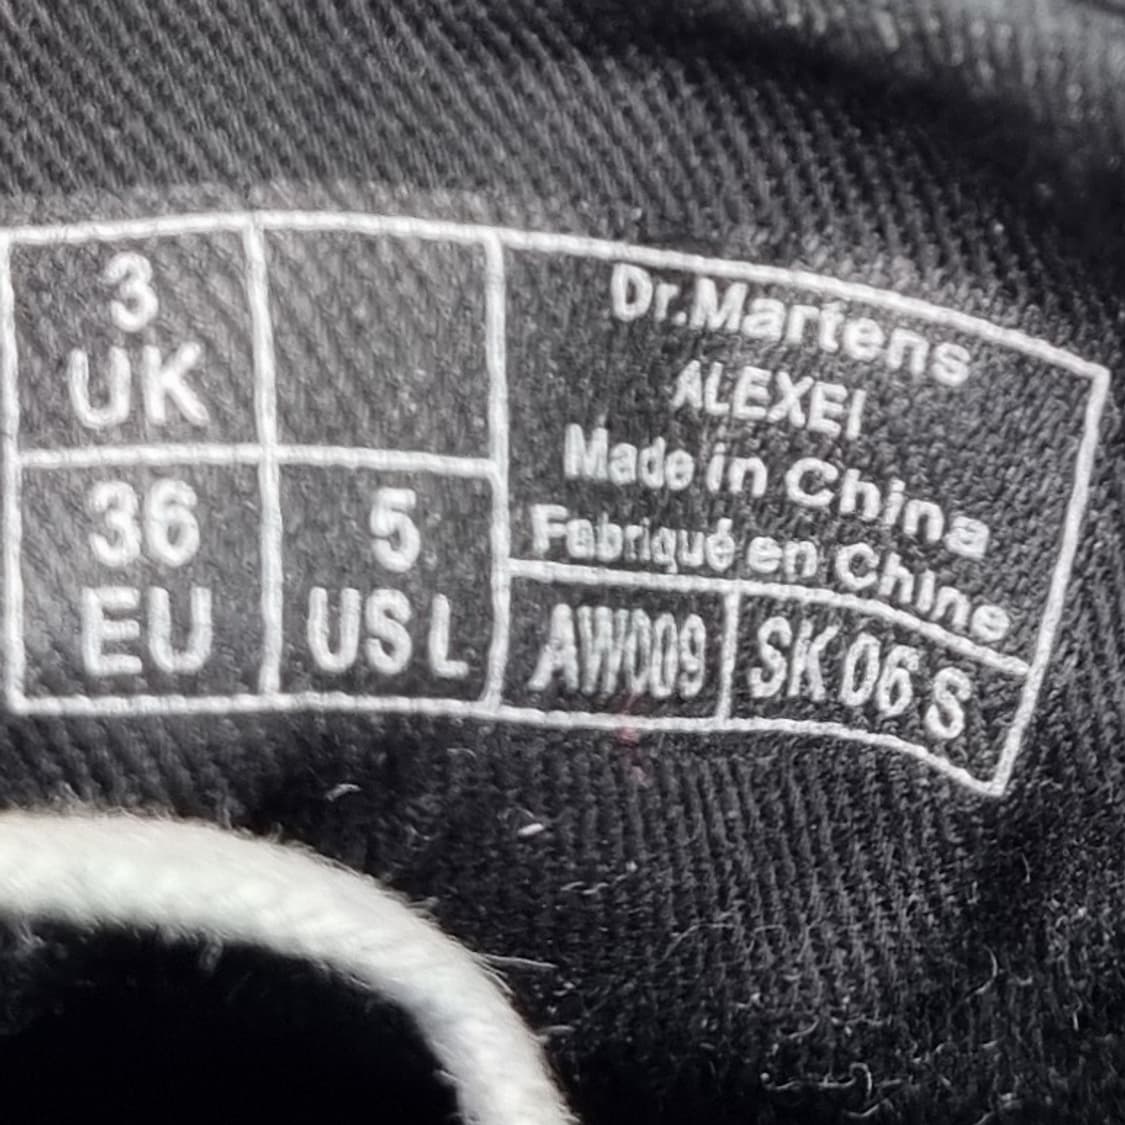 3
UK
36
EU
5
US L
Dr.Martens
ALEXEI
Made in China
Fabriqué en Chine
AW009
SK 06 S